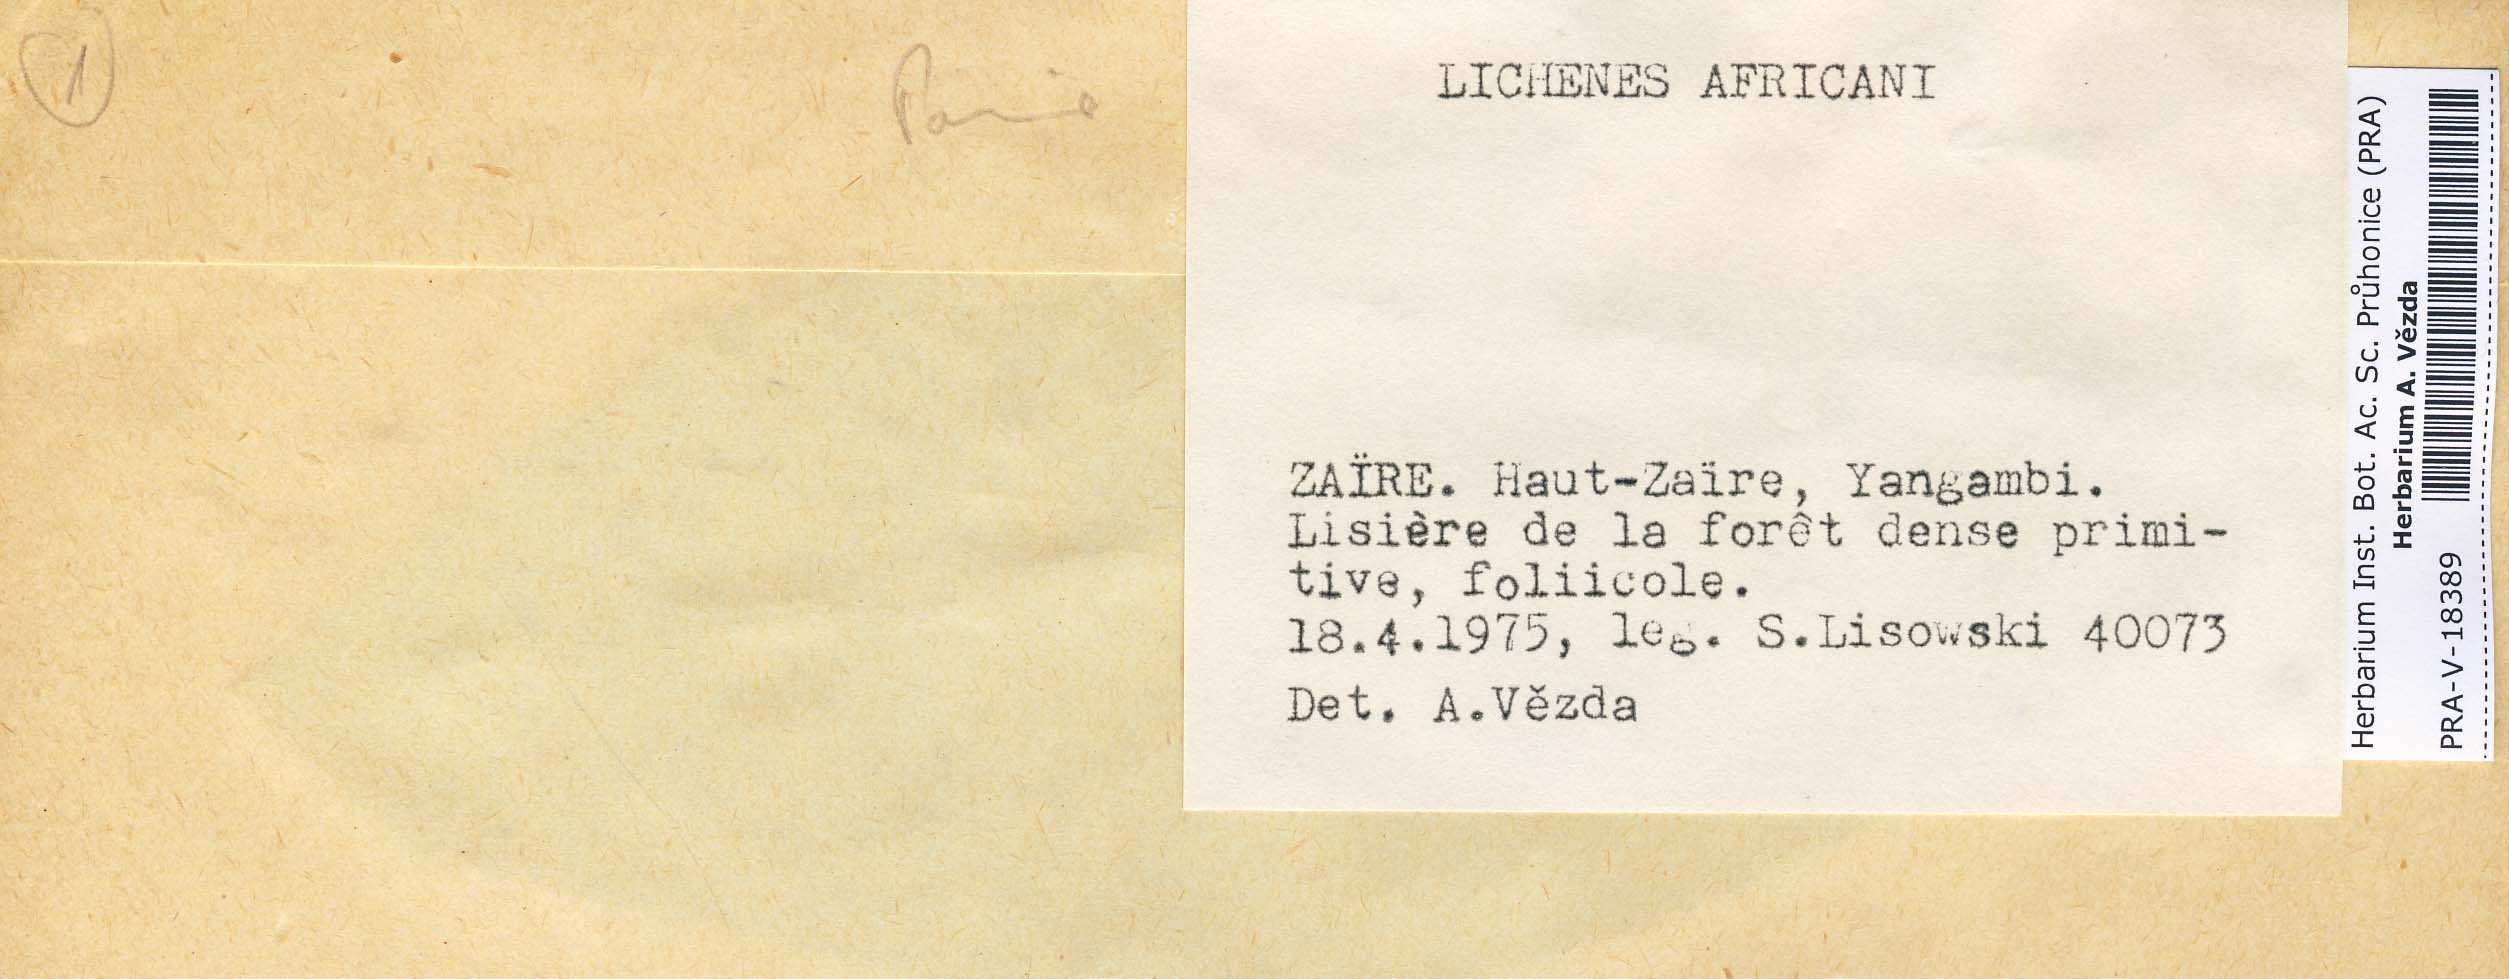 1
LICHENES AFRICANI
ZAÏRE. Haut-Zaïre, Yangambi.
Lisière de la forêt dense primi-
tive, foliicole.
18.4.1975, leg. S.Lisowski 40073
Det. A.Vězda
Herbarium Inst. Bot. Ac. Sc. Průhonice (PRA)
Herbarium A. Vězda
PRA-V-18389